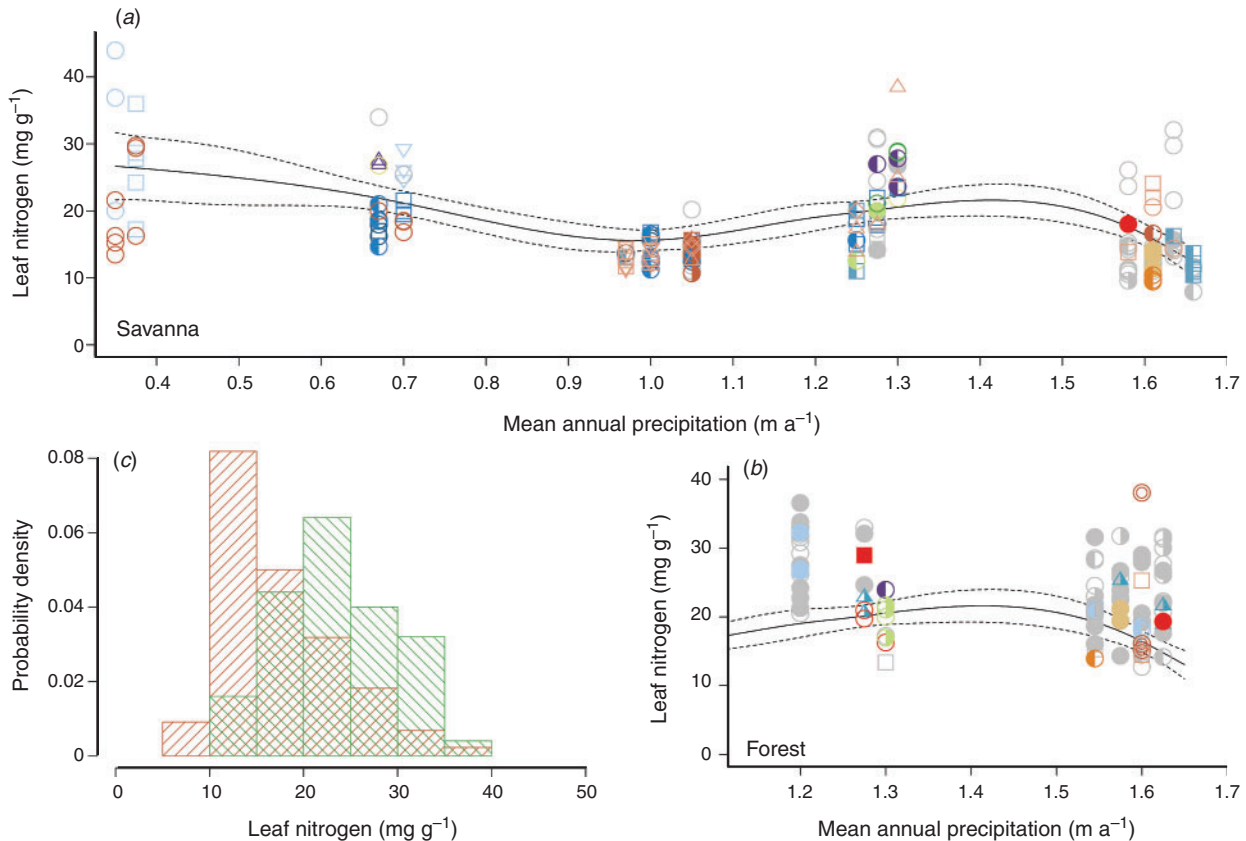 (a)
Leaf nitrogen (mg g–1)
40
30
20
10
0
Savanna
0.4 0.5 0.6 0.7 0.8 0.9 1.0 1.1 1.2 1.3 1.4 1.5 1.6 1.7
Mean annual precipitation (m a–1)
(c)
Probability density
0.08
0.06
0.04
0.02
0
0 10 20 30 40 50
Leaf nitrogen (mg g–1)
(b)
Leaf nitrogen (mg g–1)
40
30
20
10
0
Forest
1.2 1.3 1.4 1.5 1.6 1.7
Mean annual precipitation (m a–1)